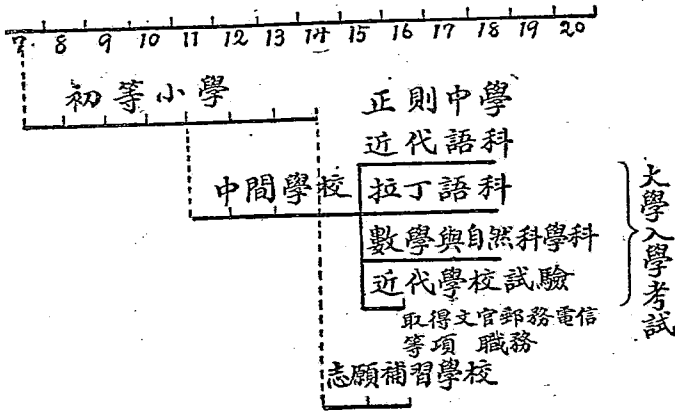 7 8 9 10 11 12 13 14 15 16 17 18 19 20
初等小學
正則中學
近代語科
中間學校
拉丁語科
數學與自然科學科
近代學校試驗
取得文官郵務電信
等項 職務
志願補習學校
大學入學考試